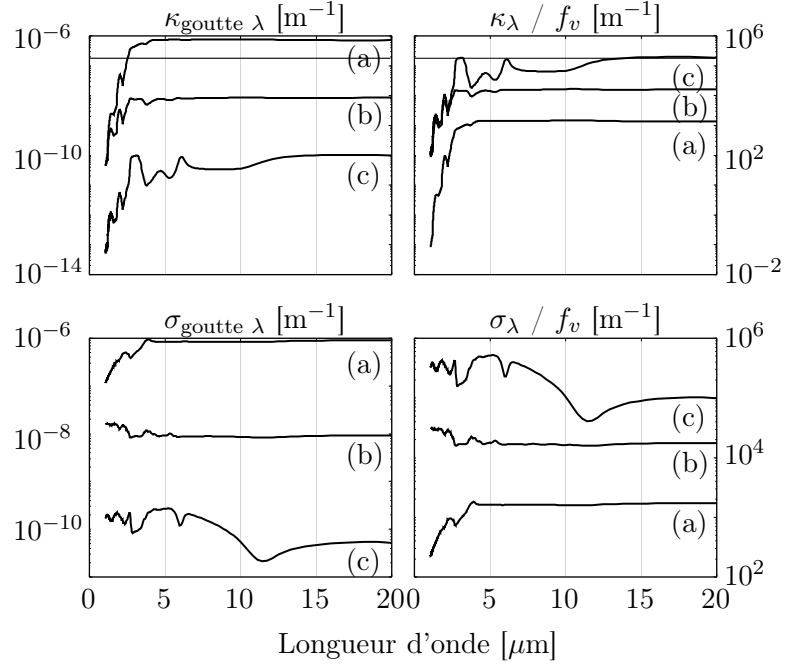 κgoutte λ [m−1]
κλ / fv [m−1]
10−6
10−10
10−14
(a)
(b)
(c)
106
102
10−2
(c)
(b)
(a)
σgoutte λ [m−1]
σλ / fv [m−1]
10−6
10−8
10−10
(a)
(b)
(c)
106
104
102
(c)
(b)
(a)
0 5 10 15 20
0 5 10 15 20
Longueur d'onde [μm]